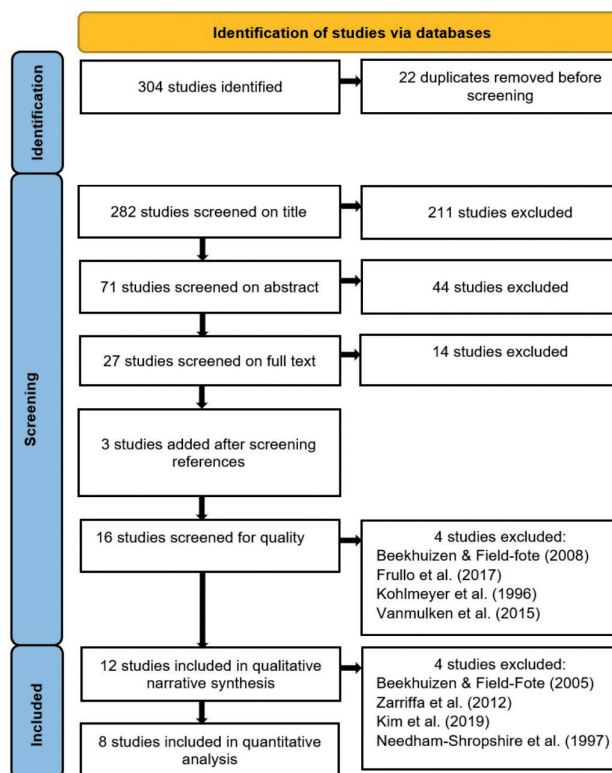 Identification of studies via databases
Identification
304 studies identified
22 duplicates removed before
screening
Screening
282 studies screened on title
211 studies excluded
71 studies screened on abstract
44 studies excluded
27 studies screened on full text
14 studies excluded
3 studies added after screening
references
16 studies screened for quality
4 studies excluded:
Beekhuizen & Field-fote (2008)
Frullo et al. (2017)
Kohlmeyer et al. (1996)
Vanmulken et al. (2015)
Included
12 studies included in qualitative
narrative synthesis
4 studies excluded:
Beekhuizen & Field-Fote (2005)
Zarriffa et al. (2012)
Kim et al. (2019)
Needham-Shropshire et al. (1997)
8 studies included in quantitative
analysis